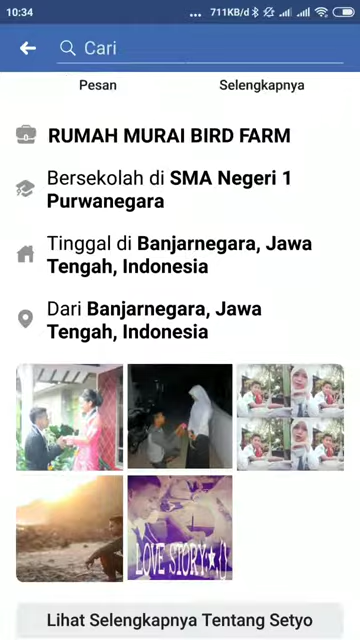 10:34 ... 711KB/d
Cari
Pesan Selengkapnya
RUMAH MURAI BIRD FARM
Bersekolah di SMA Negeri 1
Purwanegara
Tinggal di Banjarnegara, Jawa
Tengah, Indonesia
Dari Banjarnegara, Jawa
Tengah, Indonesia
LOVE STORY★()
Lihat Selengkapnya Tentang Setyo